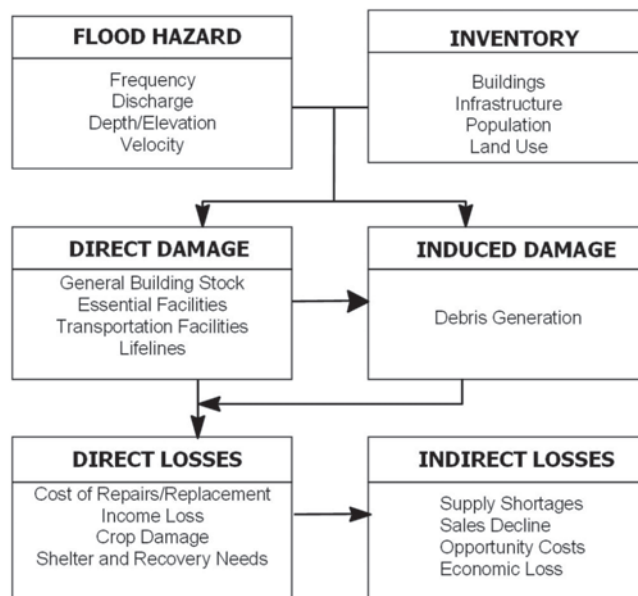 FLOOD HAZARD
Frequency
Discharge
Depth/Elevation
Velocity
INVENTORY
Buildings
Infrastructure
Population
Land Use
DIRECT DAMAGE
General Building Stock
Essential Facilities
Transportation Facilities
Lifelines
INDUCED DAMAGE
Debris Generation
DIRECT LOSSES
Cost of Repairs/Replacement
Income Loss
Crop Damage
Shelter and Recovery Needs
INDIRECT LOSSES
Supply Shortages
Sales Decline
Opportunity Costs
Economic Loss